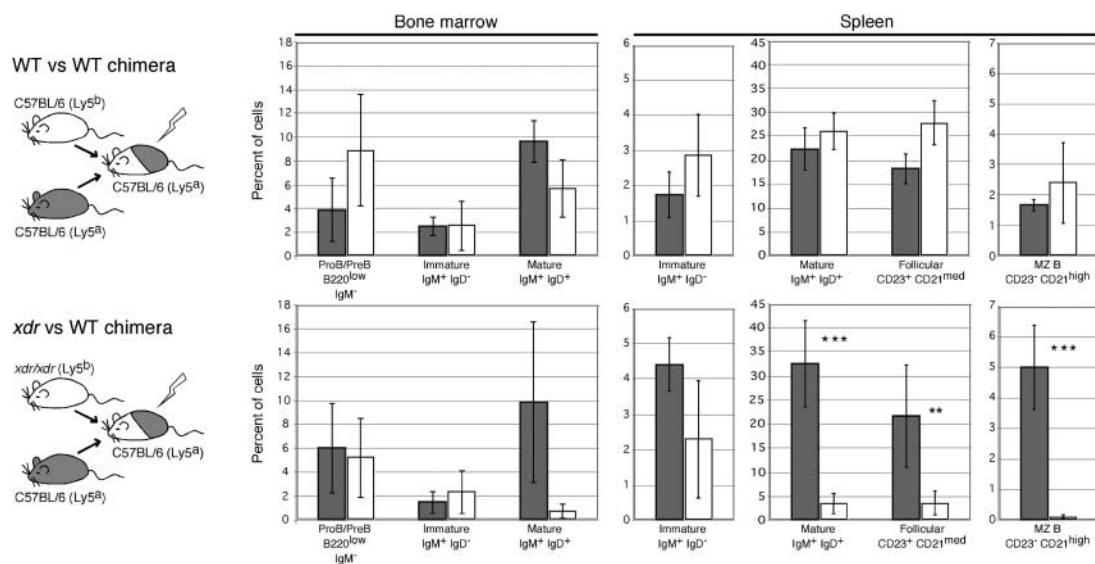 Bone marrow
Spleen
WT vs WT chimera
C57BL/6 (Ly5ᵇ)
C57BL/6 (Ly5ᵃ)
C57BL/6 (Ly5ᵃ)
Percent of cells
18
16
14
12
10
8
6
4
2
0
ProB/PreB
B220ˡᵒʷ
IgM⁻
Immature
IgM⁺ IgD⁻
Mature
IgM⁺ IgD⁺
6
5
4
3
2
1
0
Immature
IgM⁺ IgD⁻
45
40
35
30
25
20
15
10
5
0
Mature
IgM⁺ IgD⁺
Follicular
CD23⁺ CD21ᵐᵉᵈ
7
6
5
4
3
2
1
0
MZ B
CD23⁻ CD21ʰⁱᵍʰ
xdr vs WT chimera
xdr/xdr (Ly5ᵇ)
C57BL/6 (Ly5ᵃ)
C57BL/6 (Ly5ᵃ)
Percent of cells
18
16
14
12
10
8
6
4
2
0
ProB/PreB
B220ˡᵒʷ
IgM⁻
Immature
IgM⁺ IgD⁻
Mature
IgM⁺ IgD⁺
6
5
4
3
2
1
0
Immature
IgM⁺ IgD⁻
45
40
35
30
25
20
15
10
5
0
***
**
Mature
IgM⁺ IgD⁺
Follicular
CD23⁺ CD21ᵐᵉᵈ
7
6
5
4
3
2
1
0
***
MZ B
CD23⁻ CD21ʰⁱᵍʰ